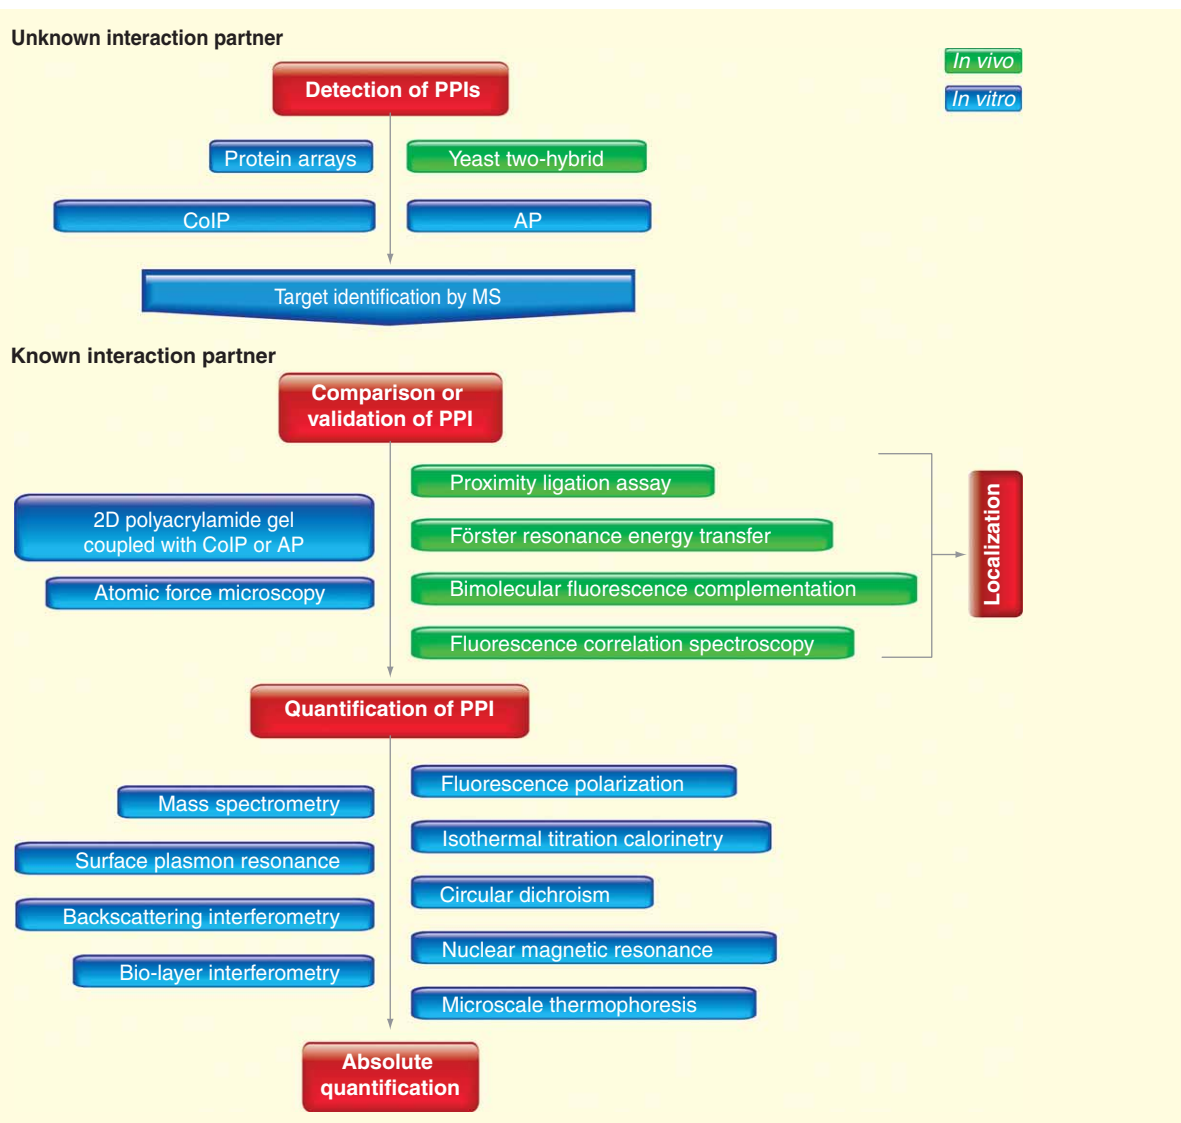 Unknown interaction partner
In vivo
In vitro
Detection of PPIs
Protein arrays
Yeast two-hybrid
CoIP
AP
Target identification by MS
Known interaction partner
Comparison or
validation of PPI
Proximity ligation assay
2D polyacrylamide gel
coupled with CoIP or AP
Förster resonance energy transfer
Atomic force microscopy
Bimolecular fluorescence complementation
Fluorescence correlation spectroscopy
Localization
Quantification of PPI
Mass spectrometry
Fluorescence polarization
Surface plasmon resonance
Isothermal titration calorinetry
Backscattering interferometry
Circular dichroism
Bio-layer interferometry
Nuclear magnetic resonance
Microscale thermophoresis
Absolute
quantification